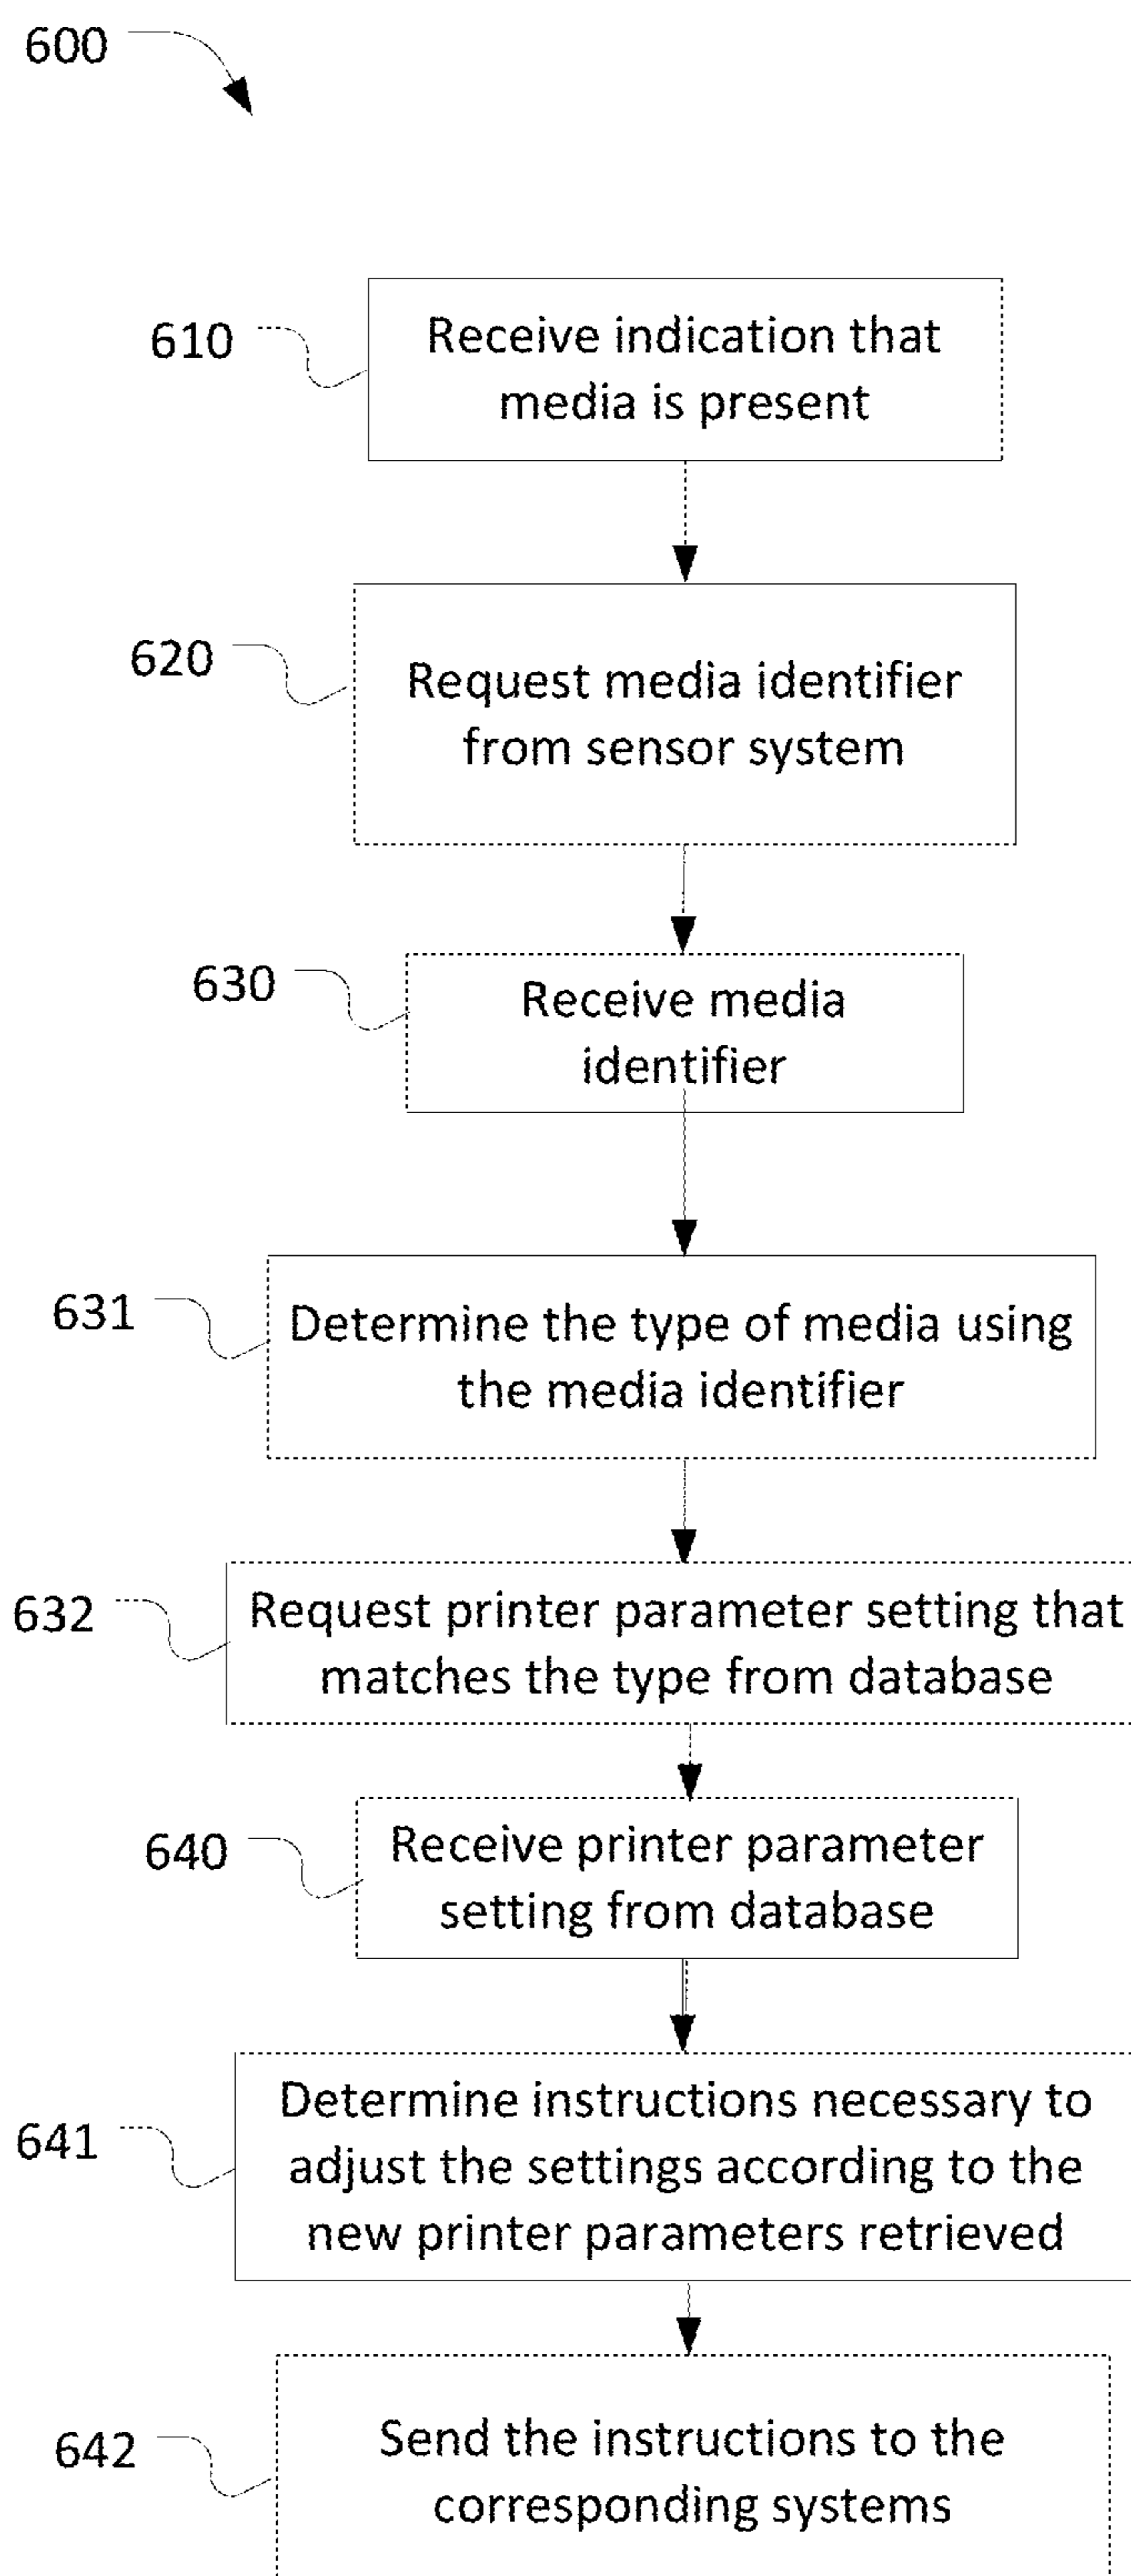 600
610
Receive indication that
media is present
620
Request media identifier
from sensor system
630
Receive media
identifier
631
Determine the type of media using
the media identifier
632
Request printer parameter setting that
matches the type from database
640
Receive printer parameter
setting from database
641
Determine instructions necessary to
adjust the settings according to the
new printer parameters retrieved
642
Send the instructions to the
corresponding systems